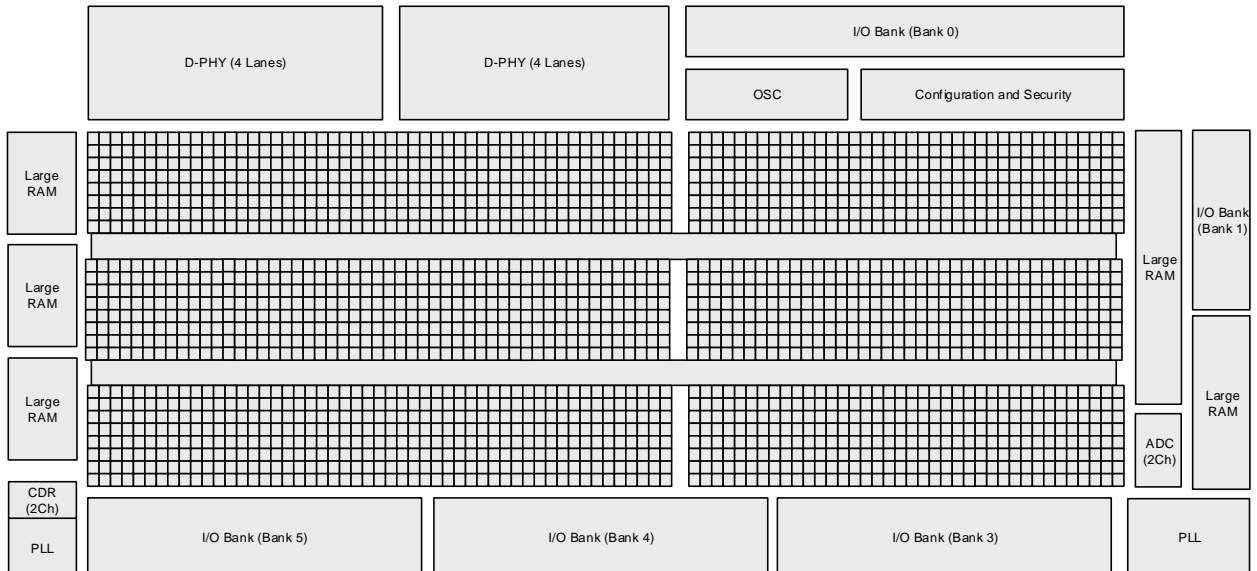 D-PHY (4 Lanes)
D-PHY (4 Lanes)
I/O Bank (Bank 0)
OSC
Configuration and Security
Large
RAM
Large
RAM
Large
RAM
Large
RAM
I/O Bank
(Bank 1)
Large
RAM
ADC
(2Ch)
CDR
(2Ch)
PLL
I/O Bank (Bank 5)
I/O Bank (Bank 4)
I/O Bank (Bank 3)
PLL